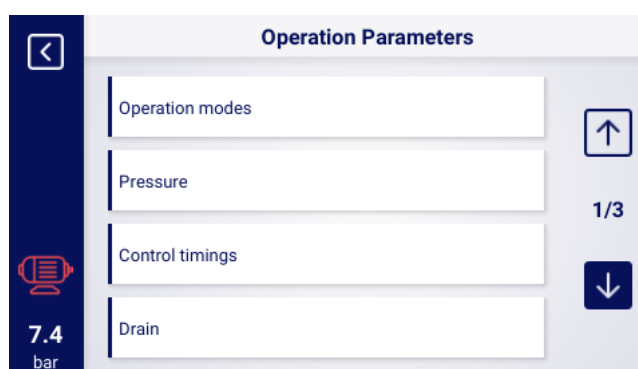 Operation Parameters
Operation modes
Pressure
Control timings
Drain
1/3
7.4
bar